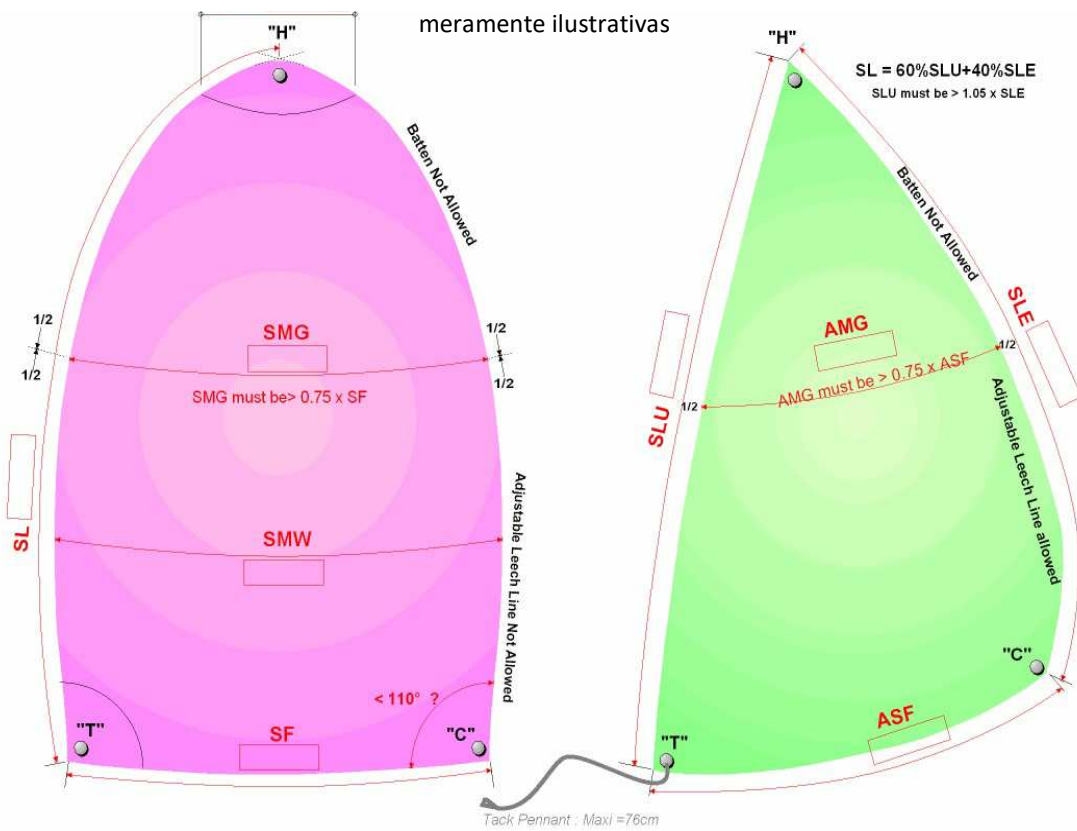 meramente ilustrativas
"H"
Batten Not Allowed
1/2
1/2
SMG
SMG must be> 0.75 x SF
1/2
1/2
SL
SMW
Adjustable Leech Line Not Allowed
< 110° ?
"T"
SF
"C"
"H"
SL = 60%SLU+40%SLE
SLU must be > 1.05 x SLE
Batten Not Allowed
SLE
AMG
1/2
AMG must be > 0.75 x ASF
1/2
SLU
Adjustable Leech Line allowed
"C"
ASF
"T"
Tack Pennant : Maxi =76cm